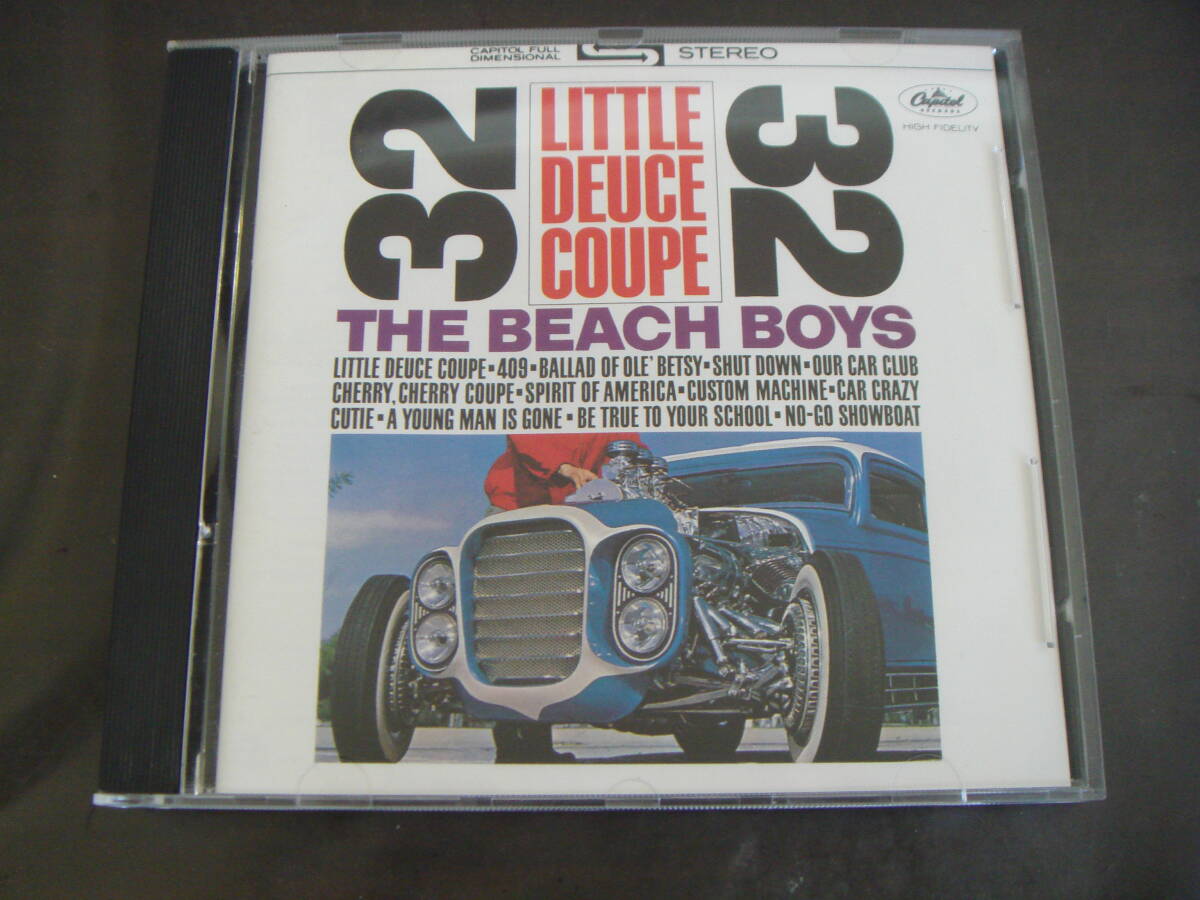 CAPITOL FULL
DIMENSIONAL
STEREO
Capitol
RECORDS
HIGH FIDELITY
32
LITTLE
DEUCE
COUPE
32
THE BEACH BOYS
LITTLE DEUCE COUPE▪409▪BALLAD OF OLE' BETSY▪SHUT DOWN▪OUR CAR CLUB
CHERRY, CHERRY COUPE▪SPIRIT OF AMERICA▪CUSTOM MACHINE▪CAR CRAZY
CUTIE▪A YOUNG MAN IS GONE▪BE TRUE TO YOUR SCHOOL▪NO-GO SHOWBOAT